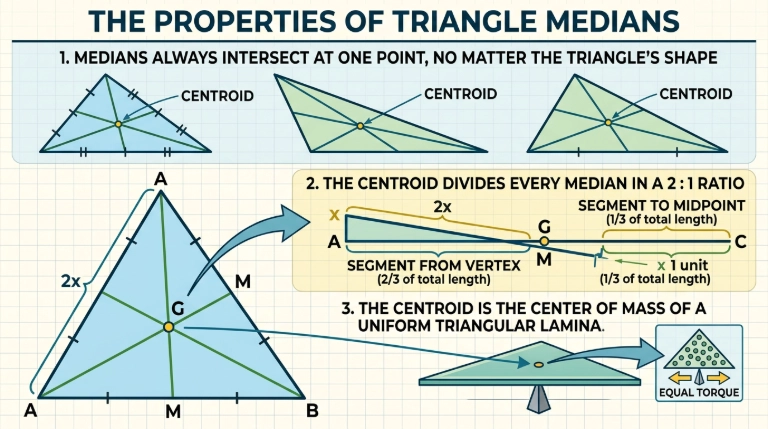 THE PROPERTIES OF TRIANGLE MEDIANS
1. MEDIANS ALWAYS INTERSECT AT ONE POINT, NO MATTER THE TRIANGLE'S SHAPE
CENTROID
CENTROID
CENTROID
A
2x
G
M
A
M
B
2. THE CENTROID DIVIDES EVERY MEDIAN IN A 2 : 1 RATIO
x
2x
SEGMENT TO MIDPOINT
(1/3 of total length)
A
G
M
C
SEGMENT FROM VERTEX
(2/3 of total length)
x 1 unit
(1/3 of total length)
3. THE CENTROID IS THE CENTER OF MASS OF A
UNIFORM TRIANGULAR LAMINA.
EQUAL TORQUE